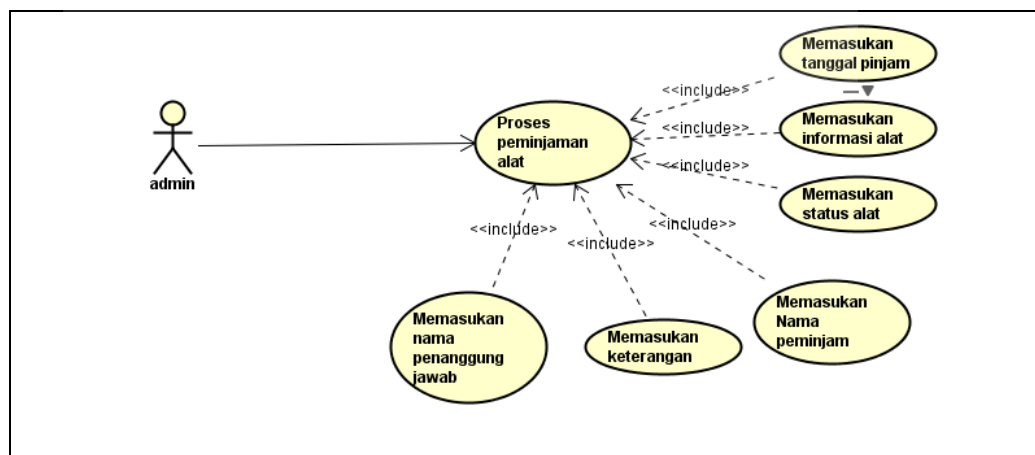 Memasukan
tanggal pinjam
<<include>>
Proses
peminjaman
alat
<<include>>
Memasukan
informasi alat
<<include>>
admin
Memasukan
status alat
<<include>>
<<include>>
<<include>>
Memasukan
nama
penanggung
jawab
Memasukan
keterangan
Memasukan
Nama
peminjam